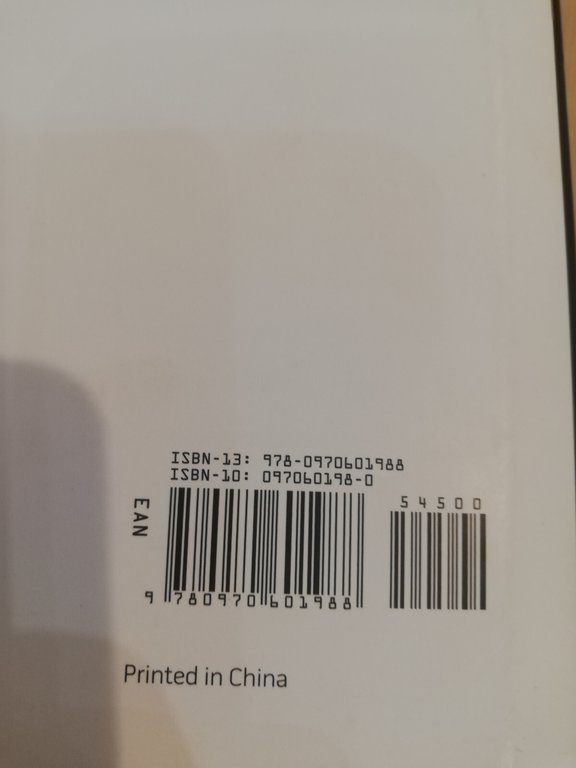 ISBN-13: 978-0970601988
ISBN-10: 097060198-0
EAN
54500
9 780970 601988
Printed in China